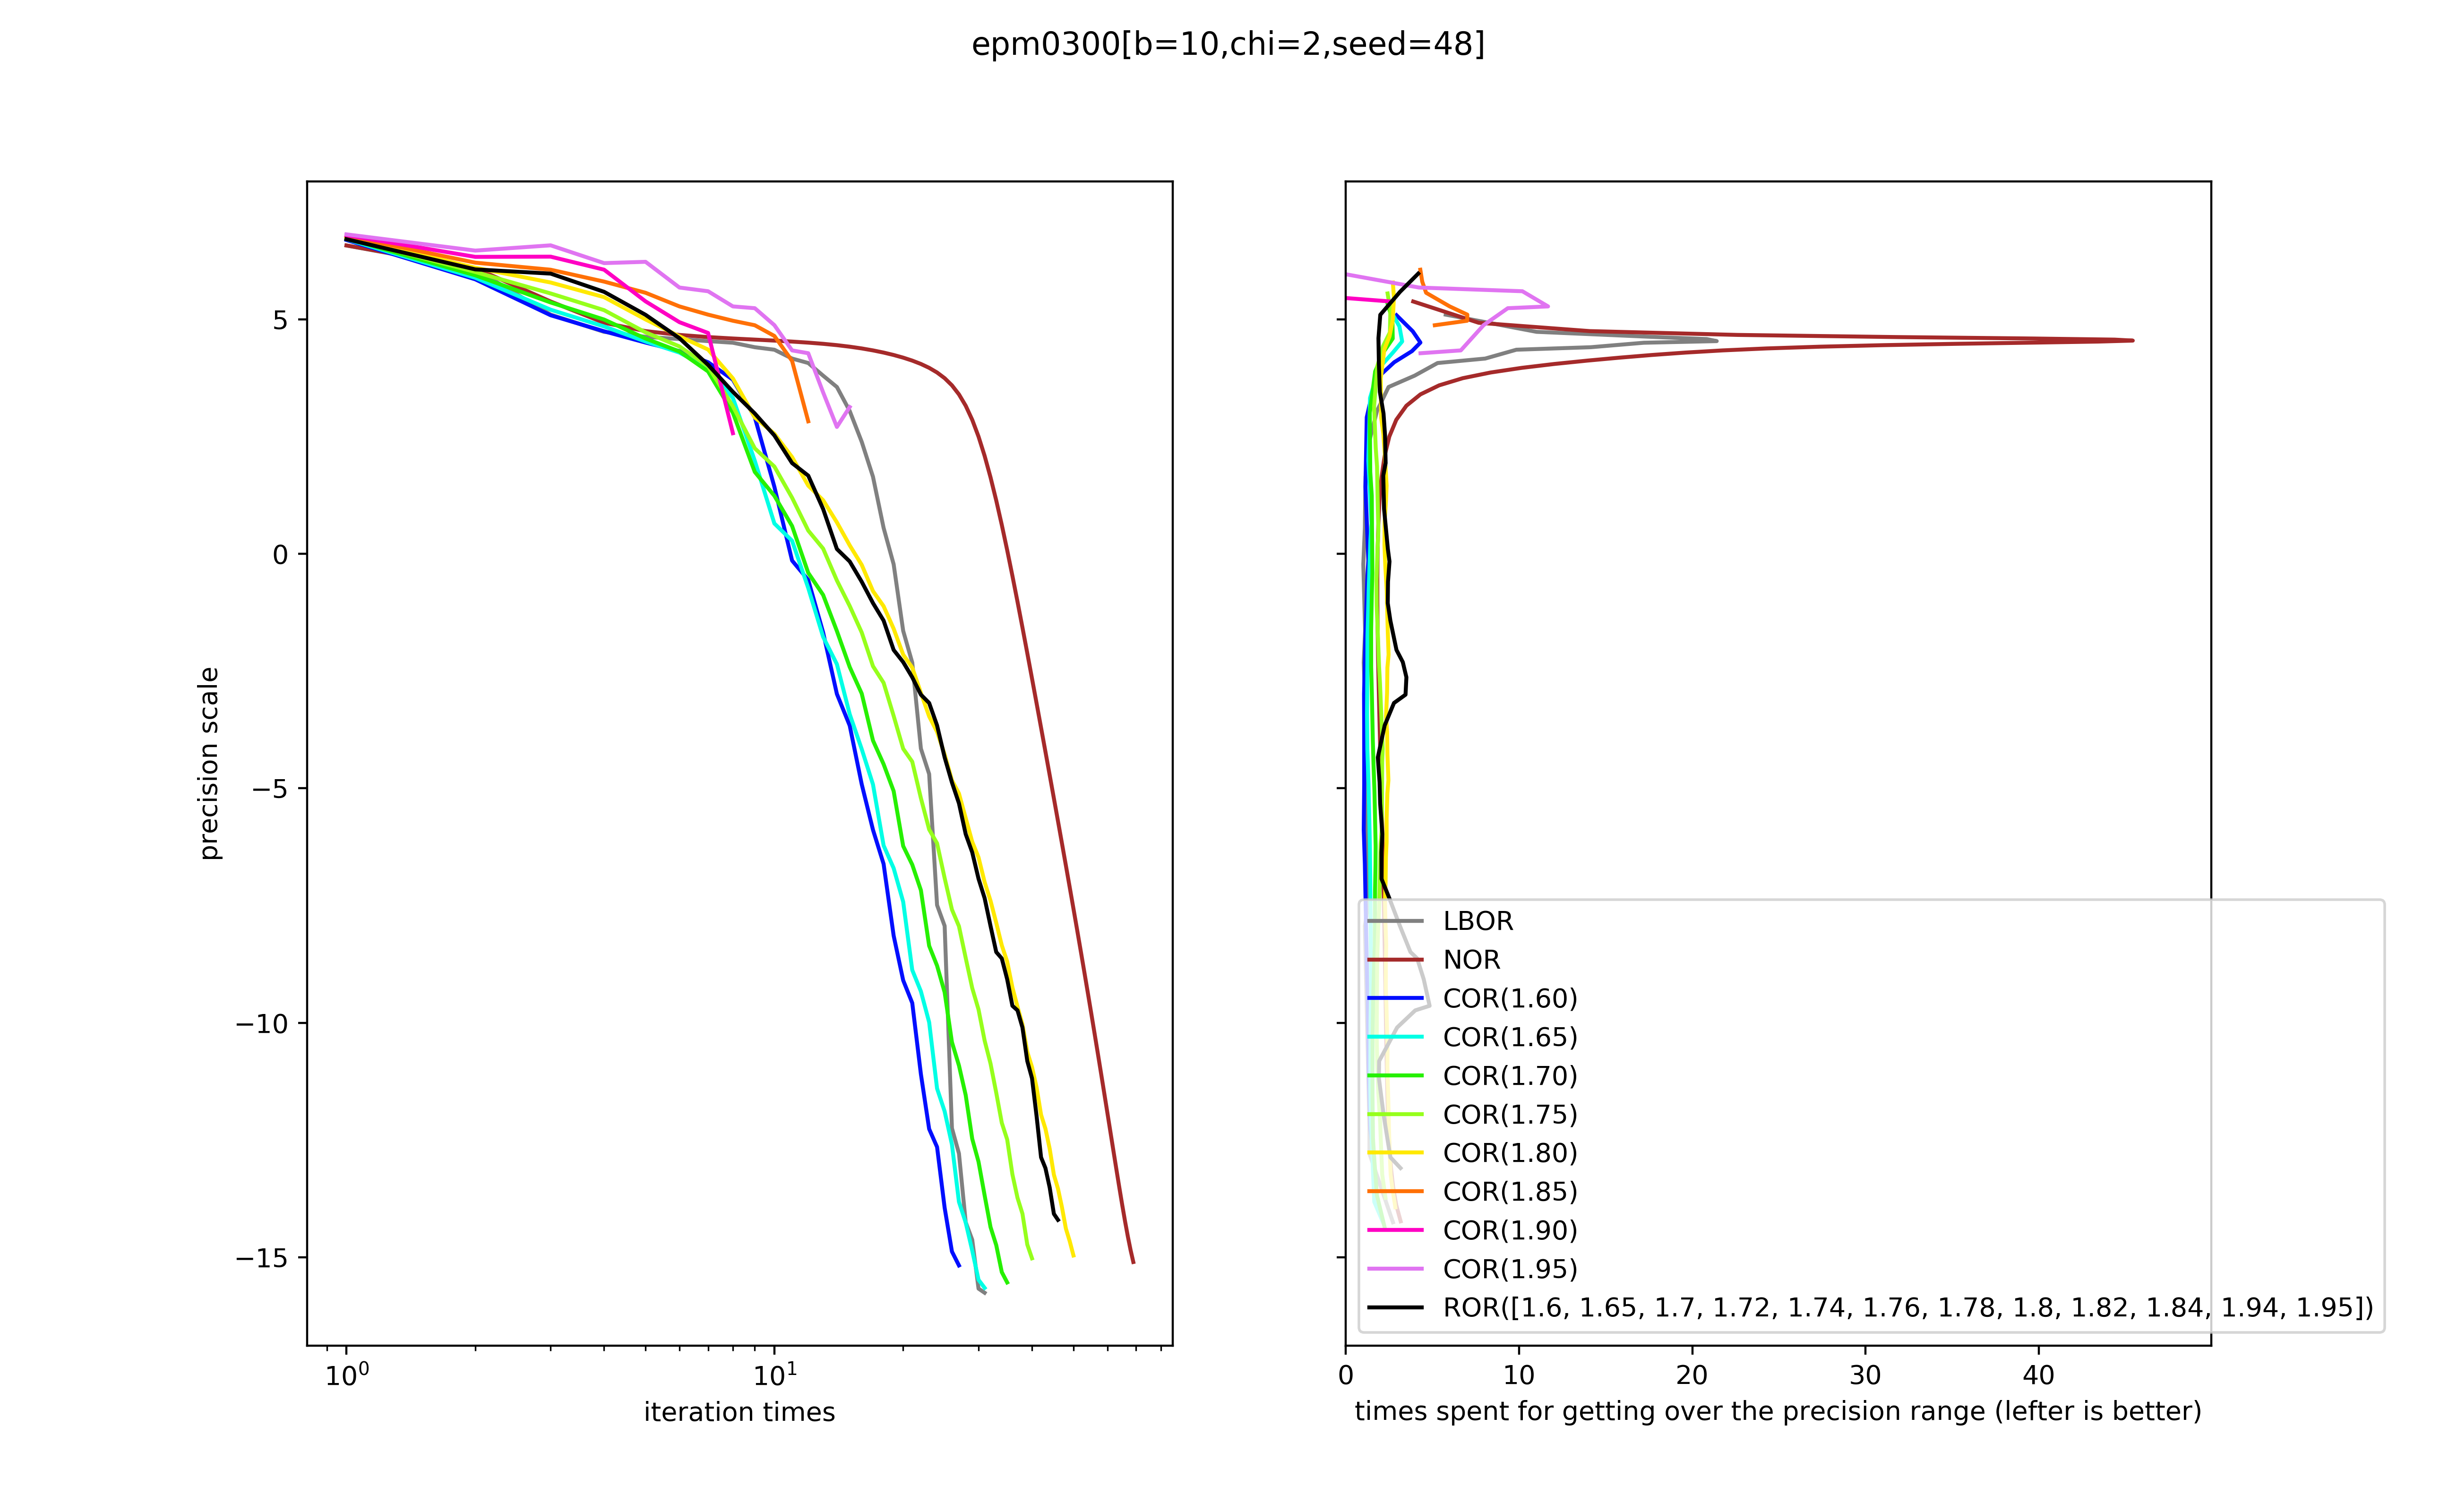 epm0300[b=10,chi=2,seed=48]
precision scale
5
0
−5
−10
−15
10⁰
10¹
iteration times
LBOR
NOR
COR(1.60)
COR(1.65)
COR(1.70)
COR(1.75)
COR(1.80)
COR(1.85)
COR(1.90)
COR(1.95)
ROR([1.6, 1.65, 1.7, 1.72, 1.74, 1.76, 1.78, 1.8, 1.82, 1.84, 1.94, 1.95])
0
10
20
30
40
times spent for getting over the precision range (lefter is better)